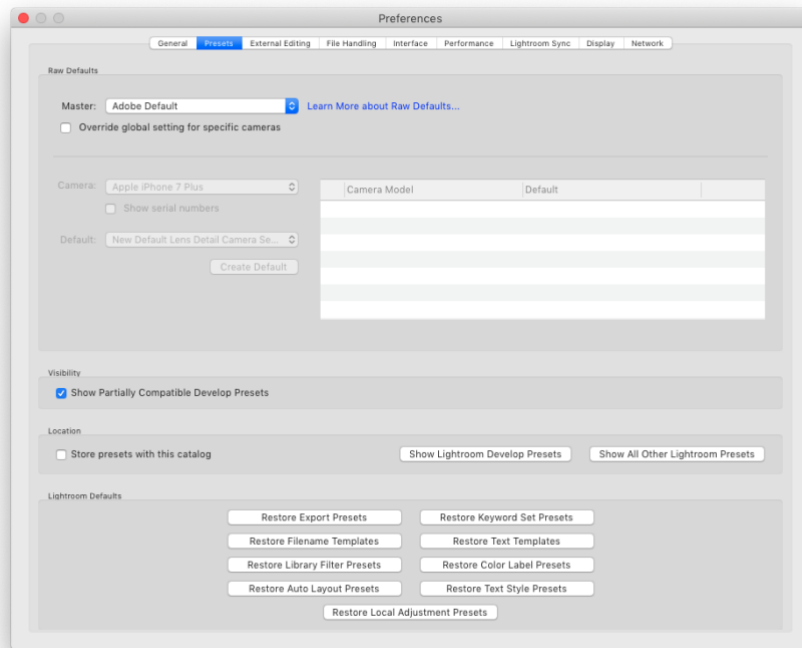 Preferences
General Presets External Editing File Handling Interface Performance Lightroom Sync Display Network
Raw Defaults
Master: Adobe Default Learn More about Raw Defaults...
Override global setting for specific cameras
Camera: Apple iPhone 7 Plus
Show serial numbers
Default: New Default Lens Detail Camera Se...
Create Default
Camera Model Default
Visibility
Show Partially Compatible Develop Presets
Location
Store presets with this catalog Show Lightroom Develop Presets Show All Other Lightroom Presets
Lightroom Defaults
Restore Export Presets Restore Keyword Set Presets
Restore Filename Templates Restore Text Templates
Restore Library Filter Presets Restore Color Label Presets
Restore Auto Layout Presets Restore Text Style Presets
Restore Local Adjustment Presets